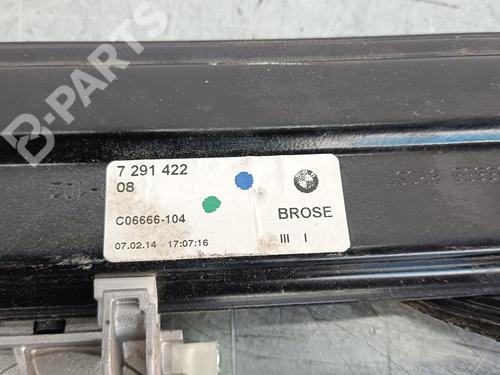 B-PARTS
7 291 422
08
C06666-104
BROSE
07.02.14 17:07:16
III I